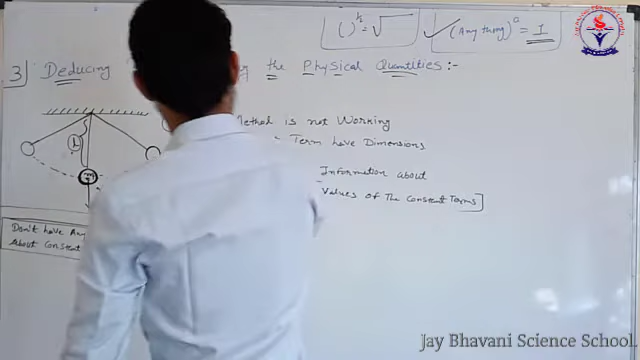 ( )^½ = √
✓ (Any thing)^0 = 1
3] Deducing the Physical Quantities :-
is not Working
Term have Dimensions
Information about
Values of The Constant Terms]
l
m
Don't have Any
About Constant
Jay Bhavani Science School.